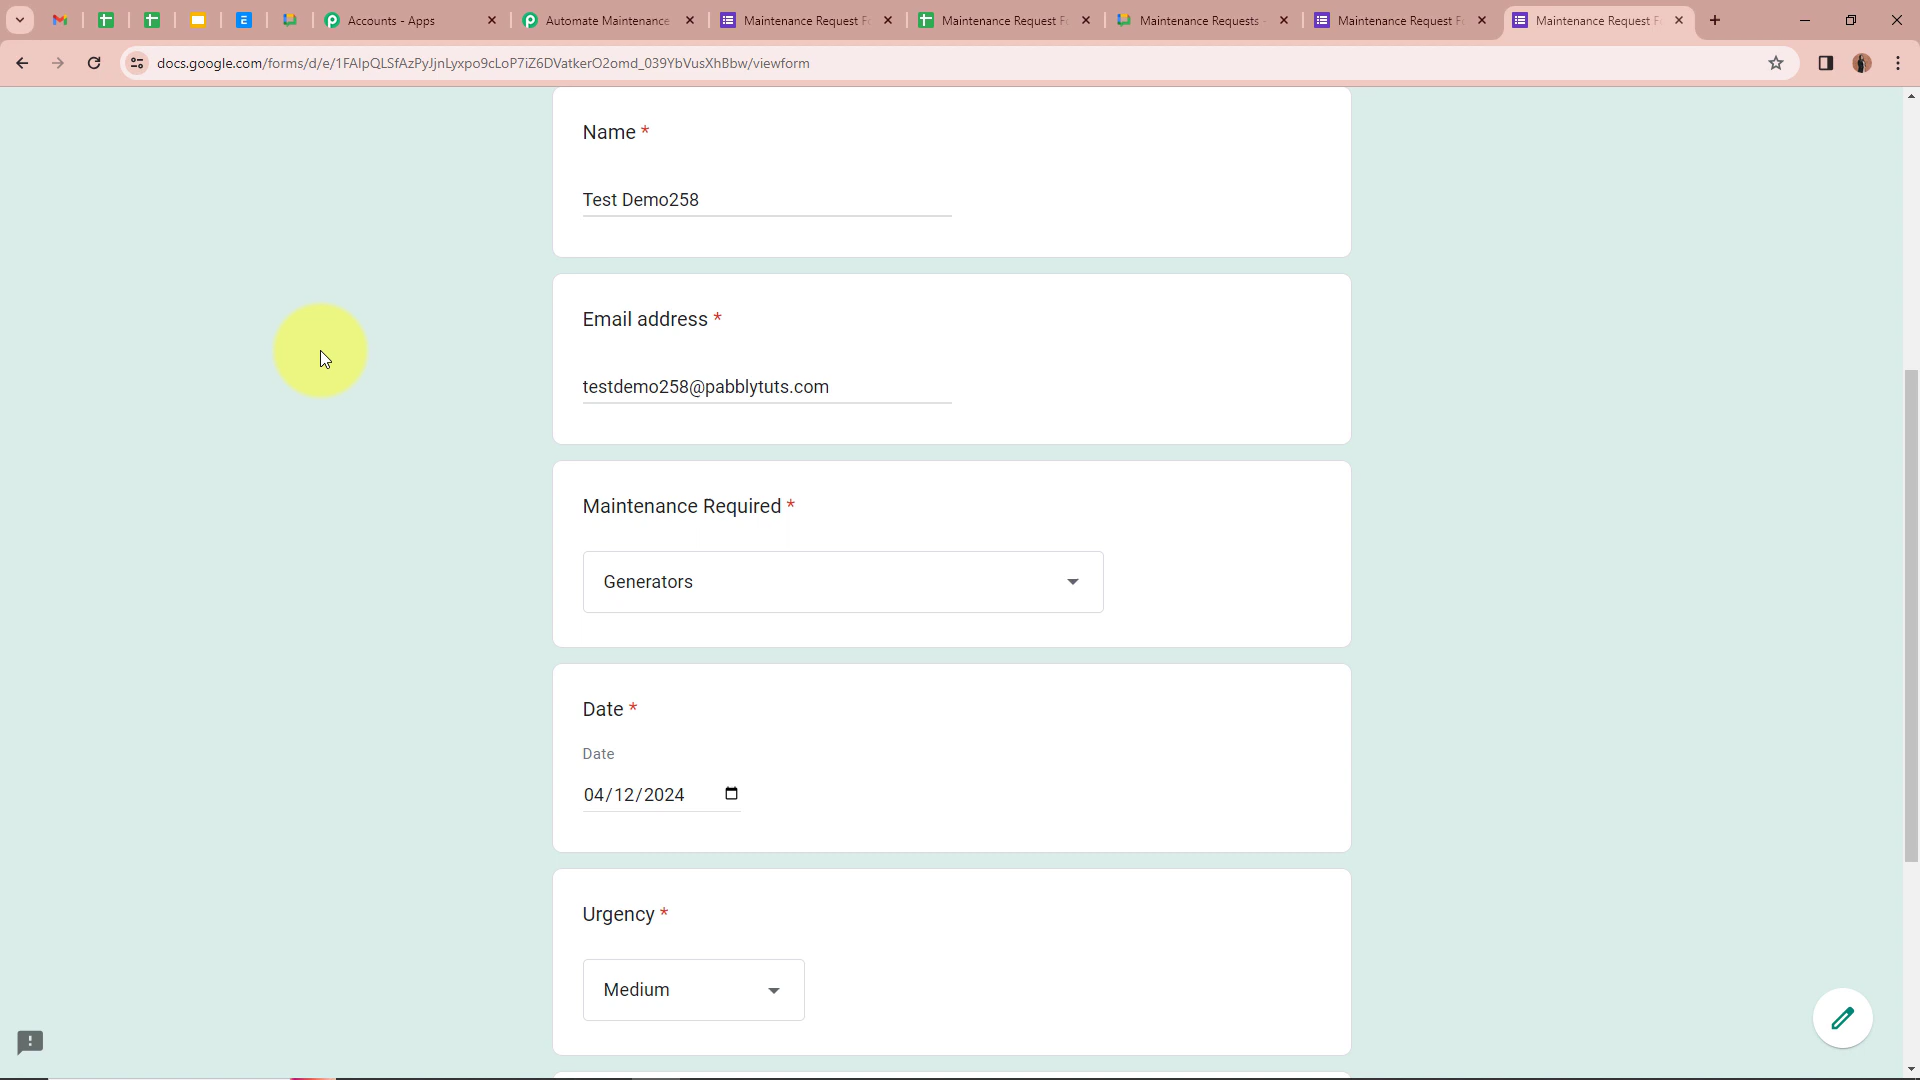 Accounts - Apps
Automate Maintenance
Maintenance Request F
Maintenance Request F
Maintenance Requests -
Maintenance Request F
Maintenance Request F
docs.google.com/forms/d/e/1FAIpQLSfAzPyJjnLyxpo9cLoP7iZ6DVatkerO2omd_039YbVusXhBbw/viewform
Name *
Test Demo258
Email address *
testdemo258@pabblytuts.com
Maintenance Required *
Generators
Date *
Date
04/12/2024
Urgency *
Medium